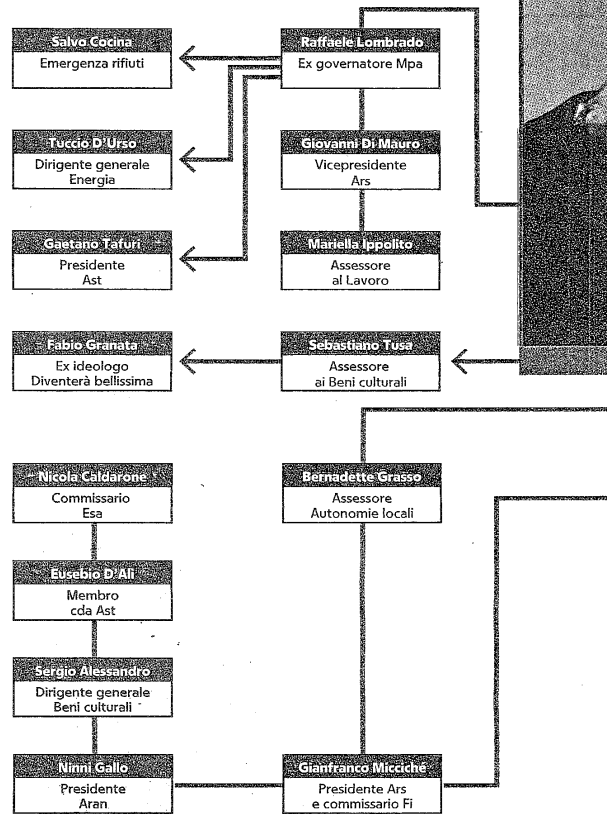 Salvo Cocina
Emergenza rifiuti
Raffaele Lombrado
Ex governatore Mpa
Tuccio D'Urso
Dirigente generale
Energia
Giovanni Di Mauro
Vicepresidente
Ars
Gaetano Tafuri
Presidente
Ast
Mariella Ippolito
Assessore
al Lavoro
Fabio Granata
Ex ideologo
Diventerà bellissima
Sebastiano Tusa
Assessore
ai Beni culturali
Nicola Caldarone
Commissario
Esa
Bernadette Grasso
Assessore
Autonomie locali
Eusebio D'Ali
Membro
cda Ast
Sergio Alessandro
Dirigente generale
Beni culturali
Ninni Gallo
Presidente
Aran
Gianfranco Micciché
Presidente Ars
e commissario Fi